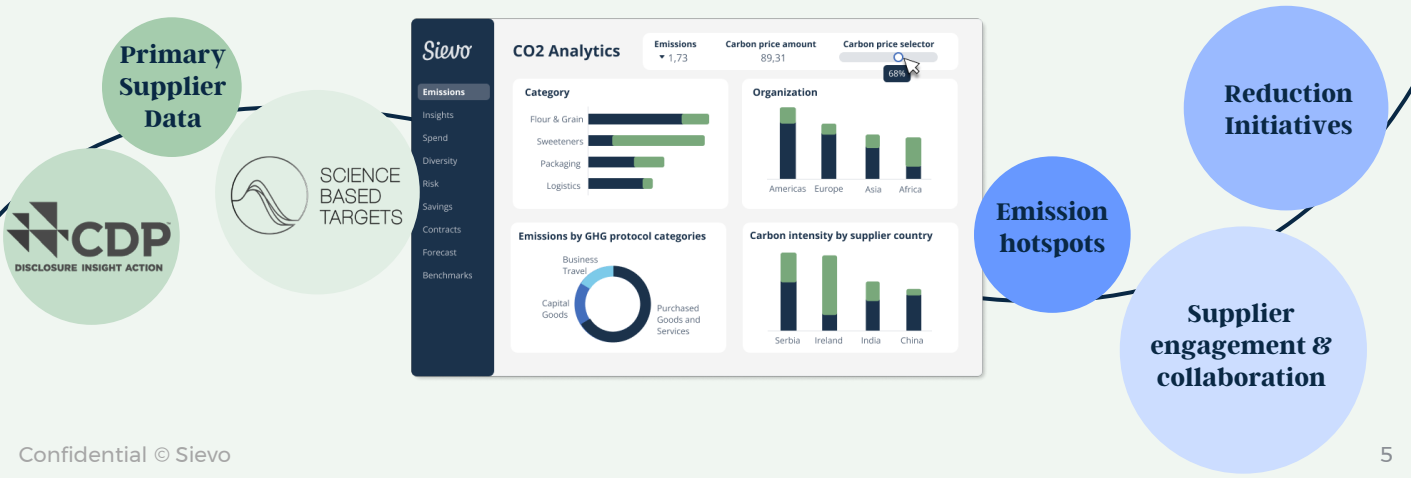 Primary
Supplier
Data
CDP
DISCLOSURE INSIGHT ACTION
SCIENCE
BASED
TARGETS
Sievo
Emissions
Insights
Spend
Diversity
Risk
Savings
Contracts
Forecast
Benchmarks
CO2 Analytics
Emissions
1,73
Carbon price amount
89,31
Carbon price selector
68%
Category
Flour & Grain
Sweeteners
Packaging
Logistics
Organization
Americas Europe Asia Africa
Emissions by GHG protocol categories
Business
Travel
Capital
Goods
Purchased
Goods and
Services
Carbon intensity by supplier country
Serbia Ireland India China
Emission
hotspots
Reduction
Initiatives
Supplier
engagement &
collaboration
Confidential © Sievo
5